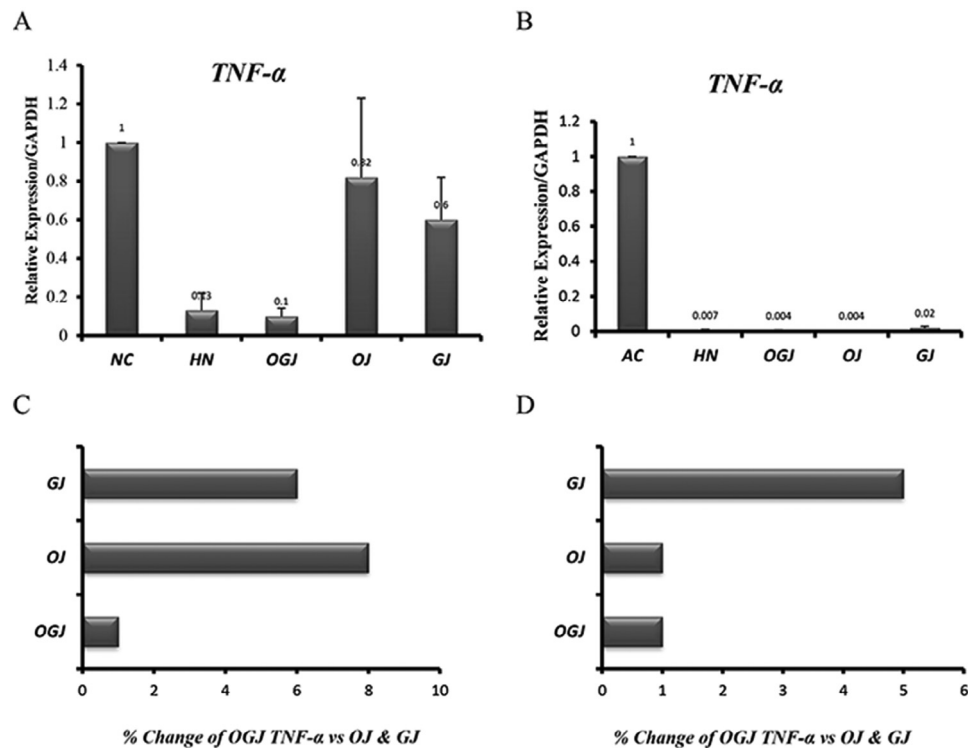 A
TNF-α
Relative Expression/GAPDH
1.4
1.2
1
0.8
0.6
0.4
0.2
0
1
0.13
0.1
0.82
0.6
NC HN OGJ OJ GJ
B
TNF-α
Relative Expression/GAPDH
1.2
1
0.8
0.6
0.4
0.2
0
1
0.007
0.004
0.004
0.02
AC HN OGJ OJ GJ
C
GJ
OJ
OGJ
0 2 4 6 8 10
% Change of OGJ TNF-α vs OJ & GJ
D
GJ
OJ
OGJ
0 1 2 3 4 5 6
% Change of OGJ TNF-α vs OJ & GJ